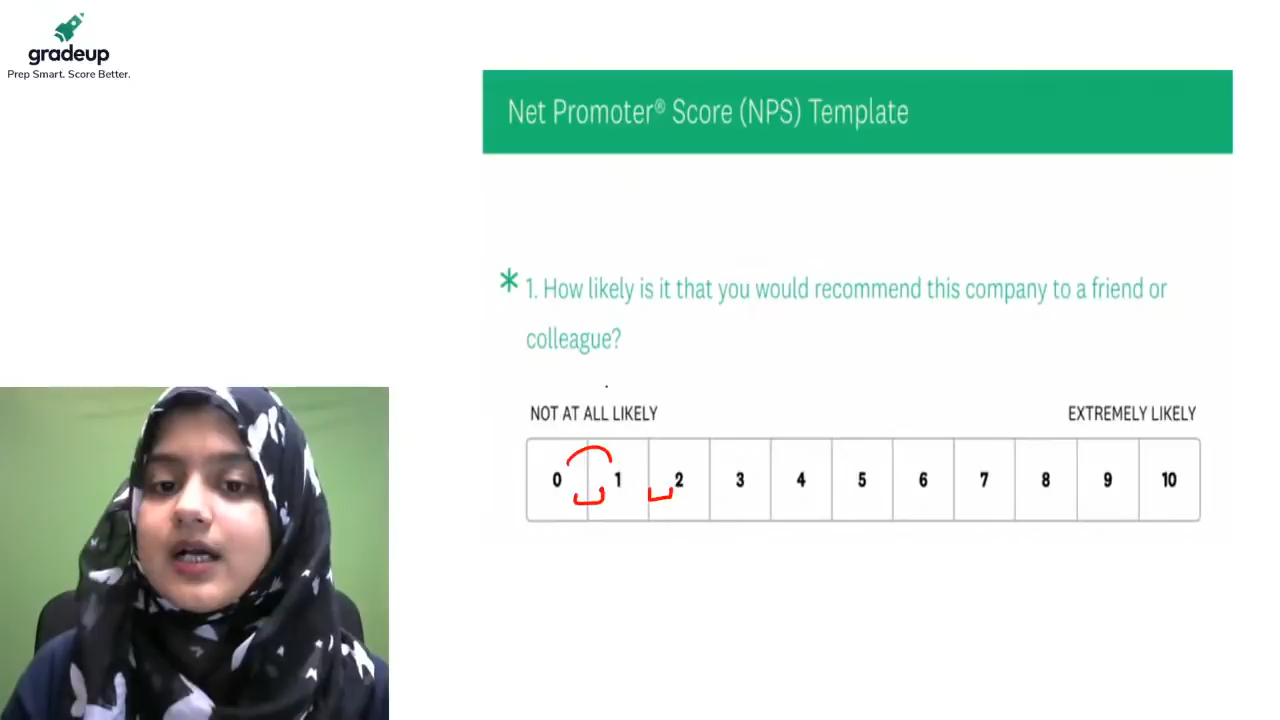 gradeup
Prep Smart. Score Better.
Net Promoter® Score (NPS) Template
* 1. How likely is it that you would recommend this company to a friend or
colleague?
NOT AT ALL LIKELY EXTREMELY LIKELY
0 1 2 3 4 5 6 7 8 9 10